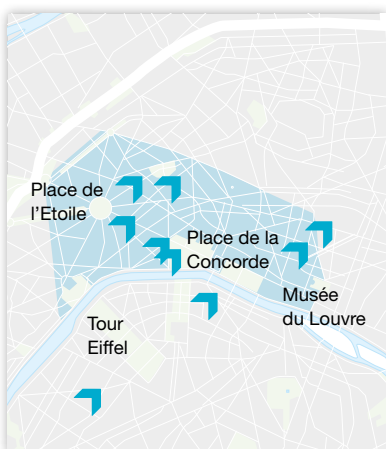 Place de
l’Etoile
Place de la
Concorde
Musée
du Louvre
Tour
Eiffel